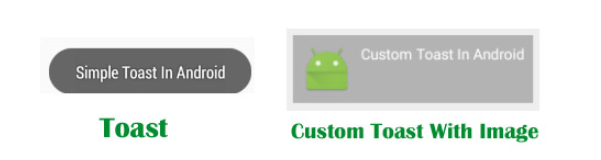 Simple Toast In Android
Toast
Custom Toast In Android
Custom Toast With Image